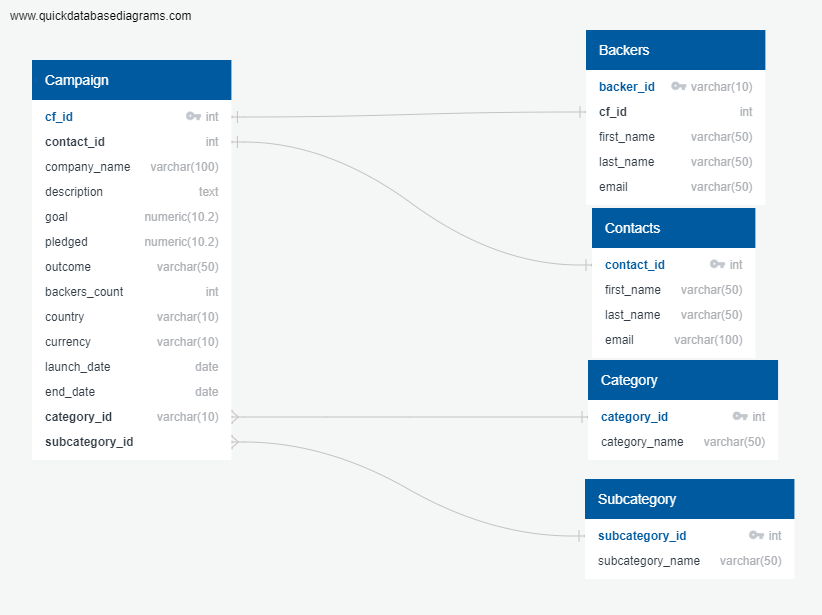 www.quickdatabasediagrams.com
Campaign
cf_id int
contact_id int
company_name varchar(100)
description text
goal numeric(10.2)
pledged numeric(10.2)
outcome varchar(50)
backers_count int
country varchar(10)
currency varchar(10)
launch_date date
end_date date
category_id varchar(10)
subcategory_id
Backers
backer_id varchar(10)
cf_id int
first_name varchar(50)
last_name varchar(50)
email varchar(50)
Contacts
contact_id int
first_name varchar(50)
last_name varchar(50)
email varchar(100)
Category
category_id int
category_name varchar(50)
Subcategory
subcategory_id int
subcategory_name varchar(50)